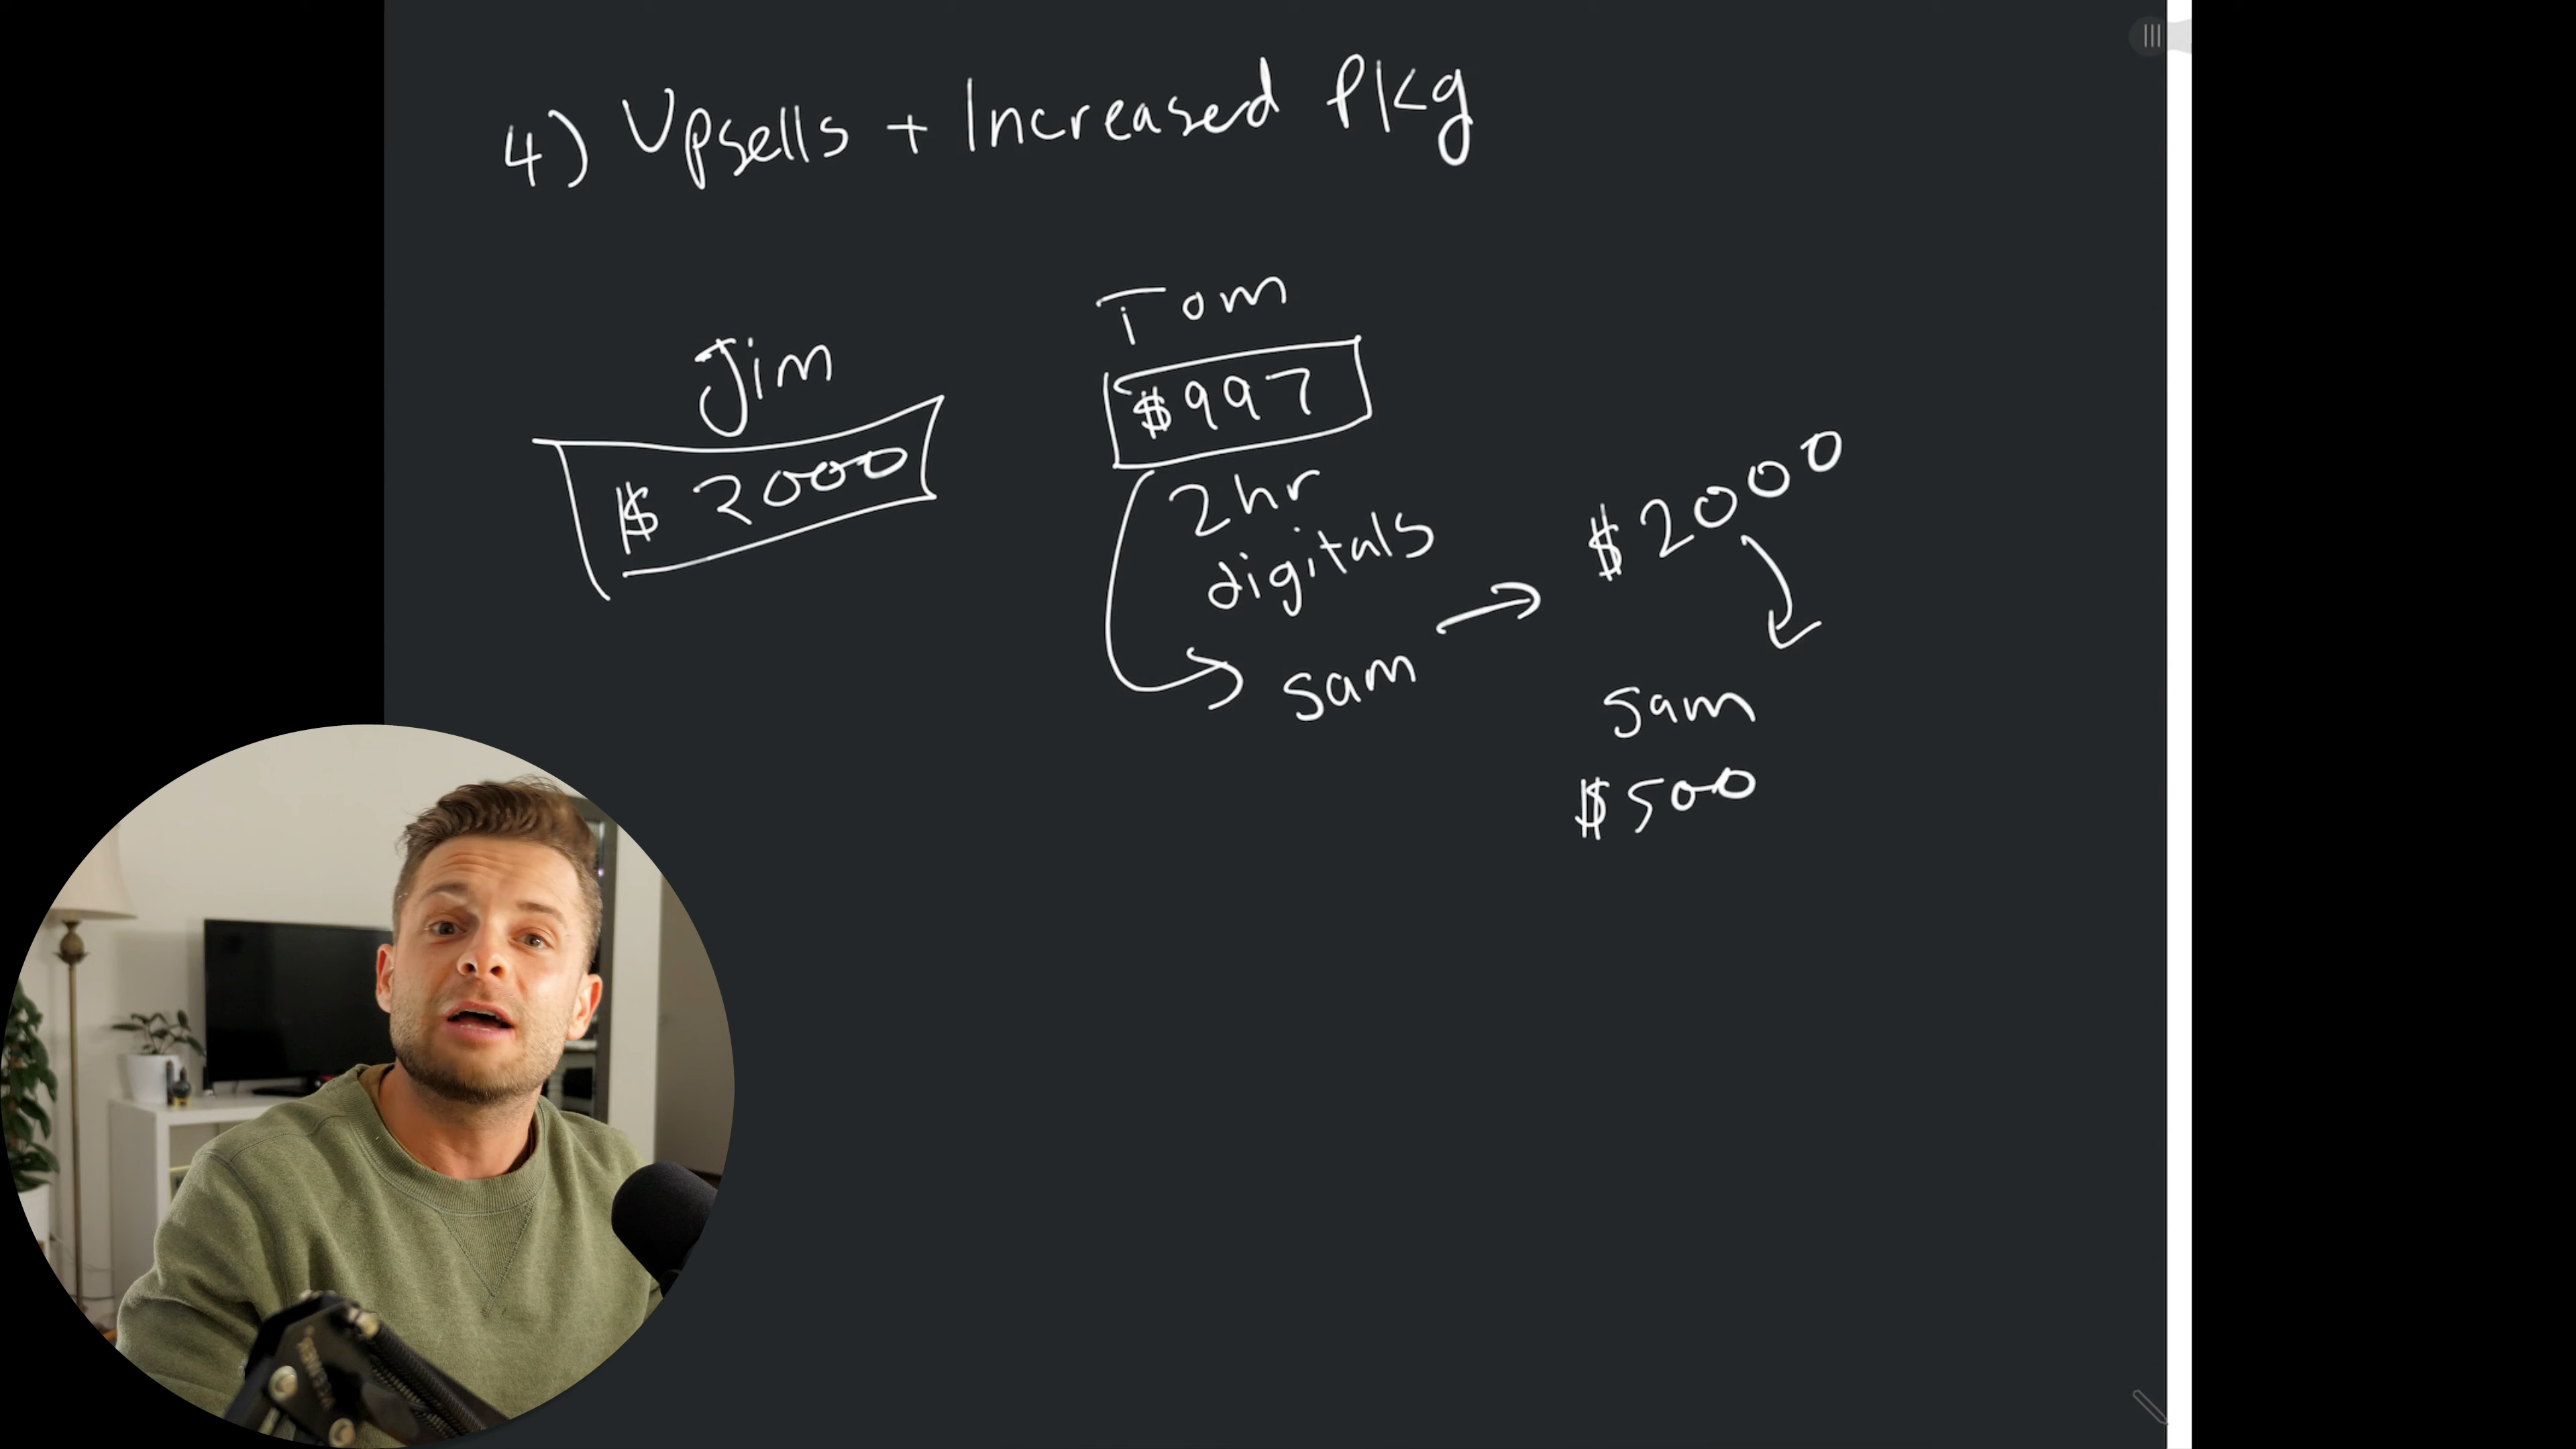 4) Upsells + Increased Pkg
Jim
$ 2000
Tom
$997
2hr
digitals
sam
$2000
sam
$500